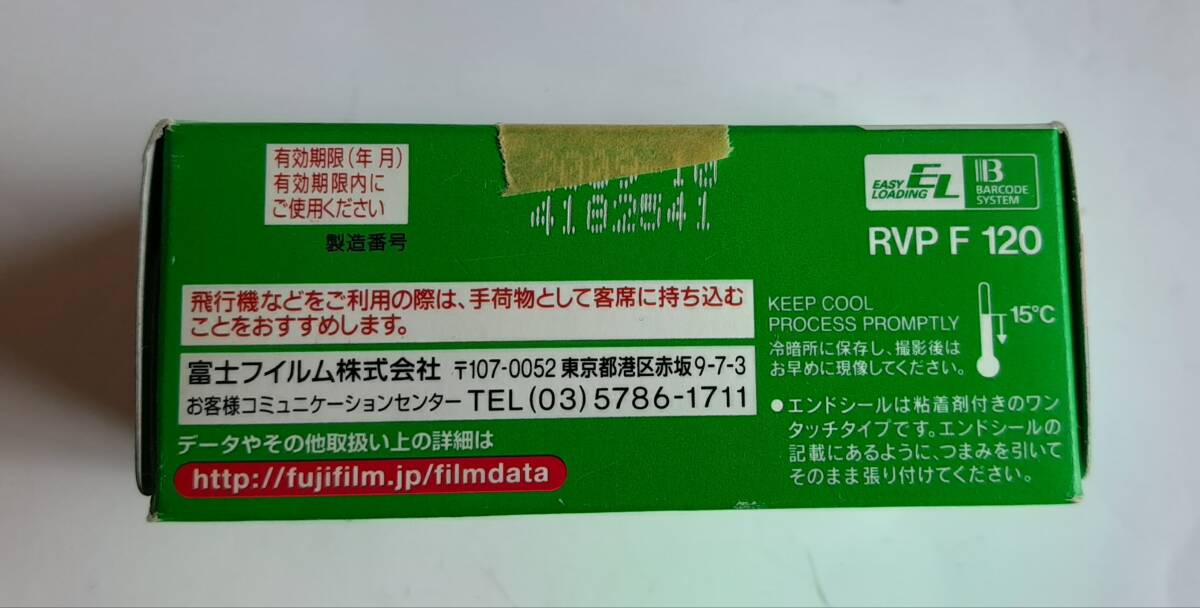 有効期限(年月)
有効期限内に
ご使用ください
製造番号
4182541
EASY
LOADING
EL
B
BARCODE
SYSTEM
RVP F 120
飛行機などをご利用の際は、手荷物として客席に持ち込む
ことをおすすめします。
富士フイルム株式会社 〒107-0052 東京都港区赤坂9-7-3
お客様コミュニケーションセンター TEL (03) 5786-1711
データやその他取扱い上の詳細は
http://fujifilm.jp/filmdata
KEEP COOL
PROCESS PROMPTLY
15℃
冷暗所に保存し、撮影後は
お早めに現像してください。
●エンドシールは粘着剤付きのワン
タッチタイプです。エンドシールの
記載にあるように、つまみを引いて
そのまま張り付けてください。